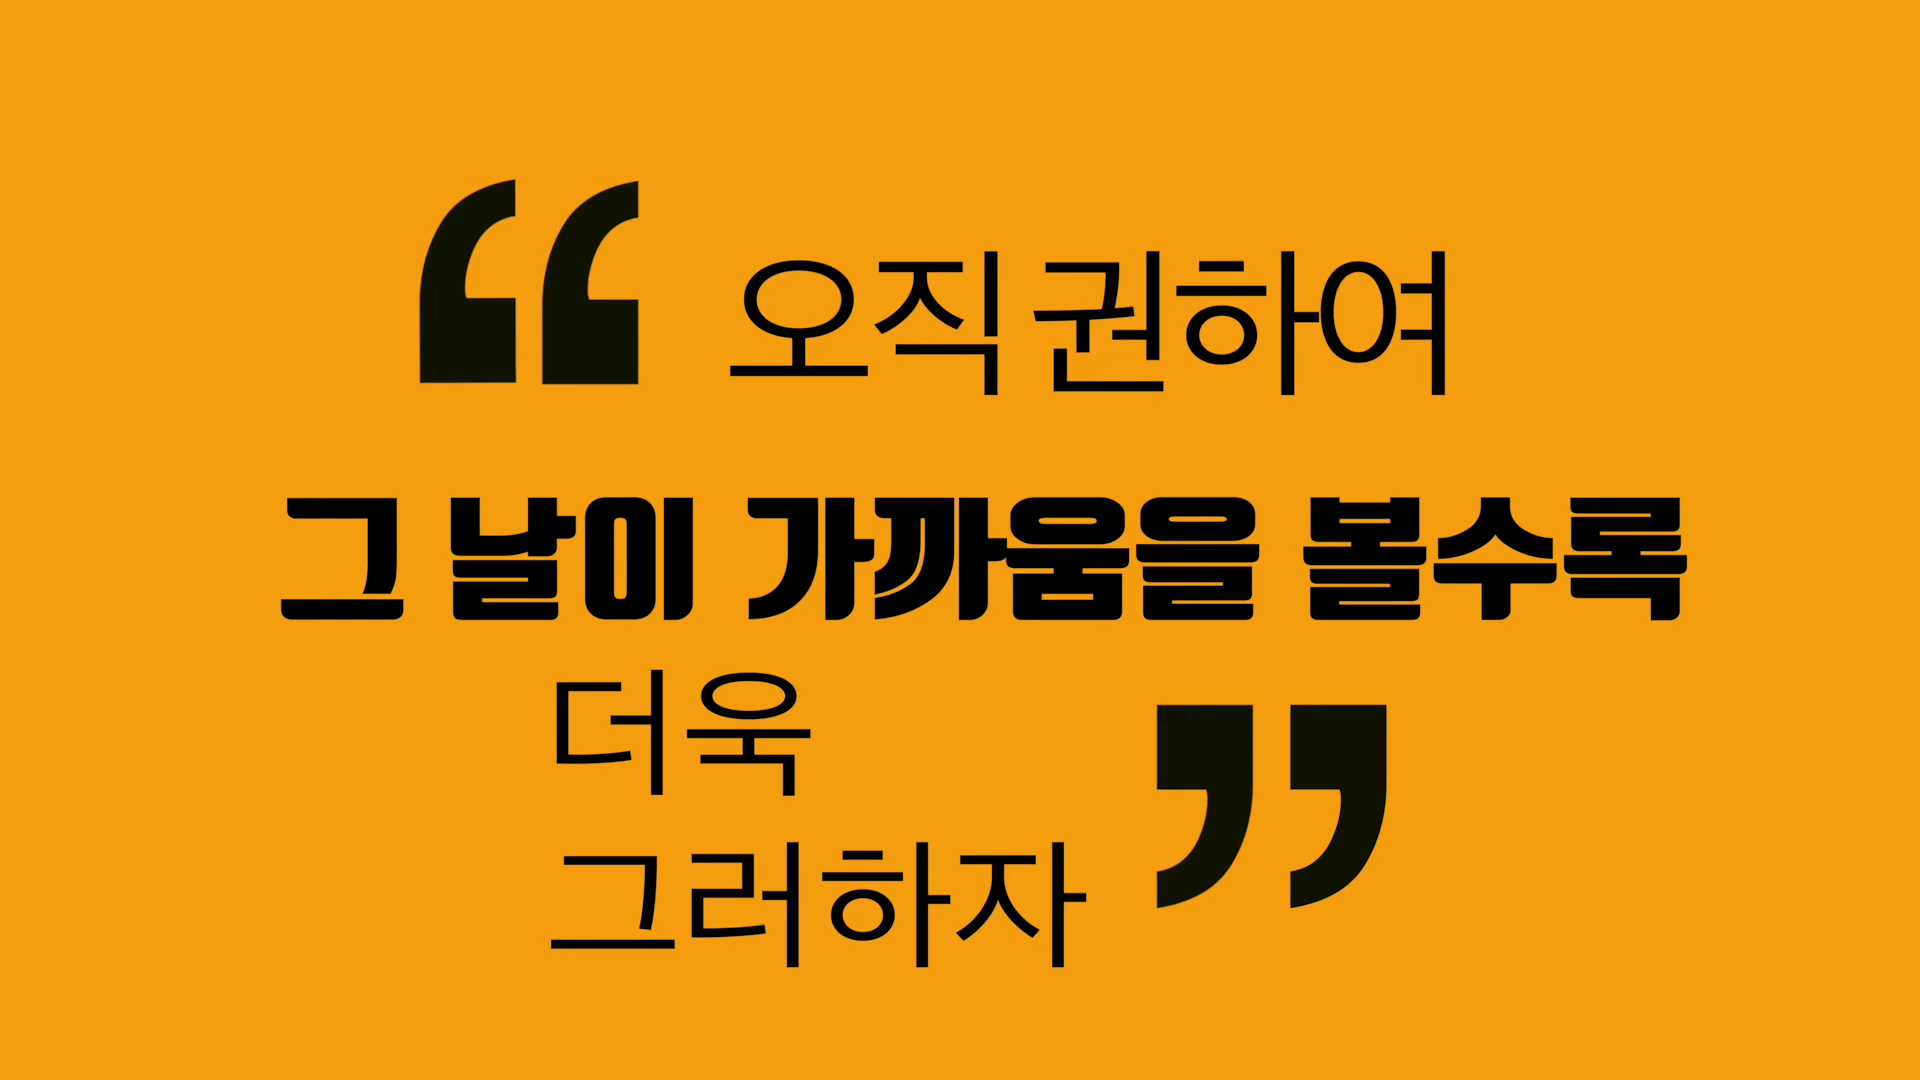 “ 오직 권하여
그 날이 가까움을 볼수록
더욱
그러하자 ”